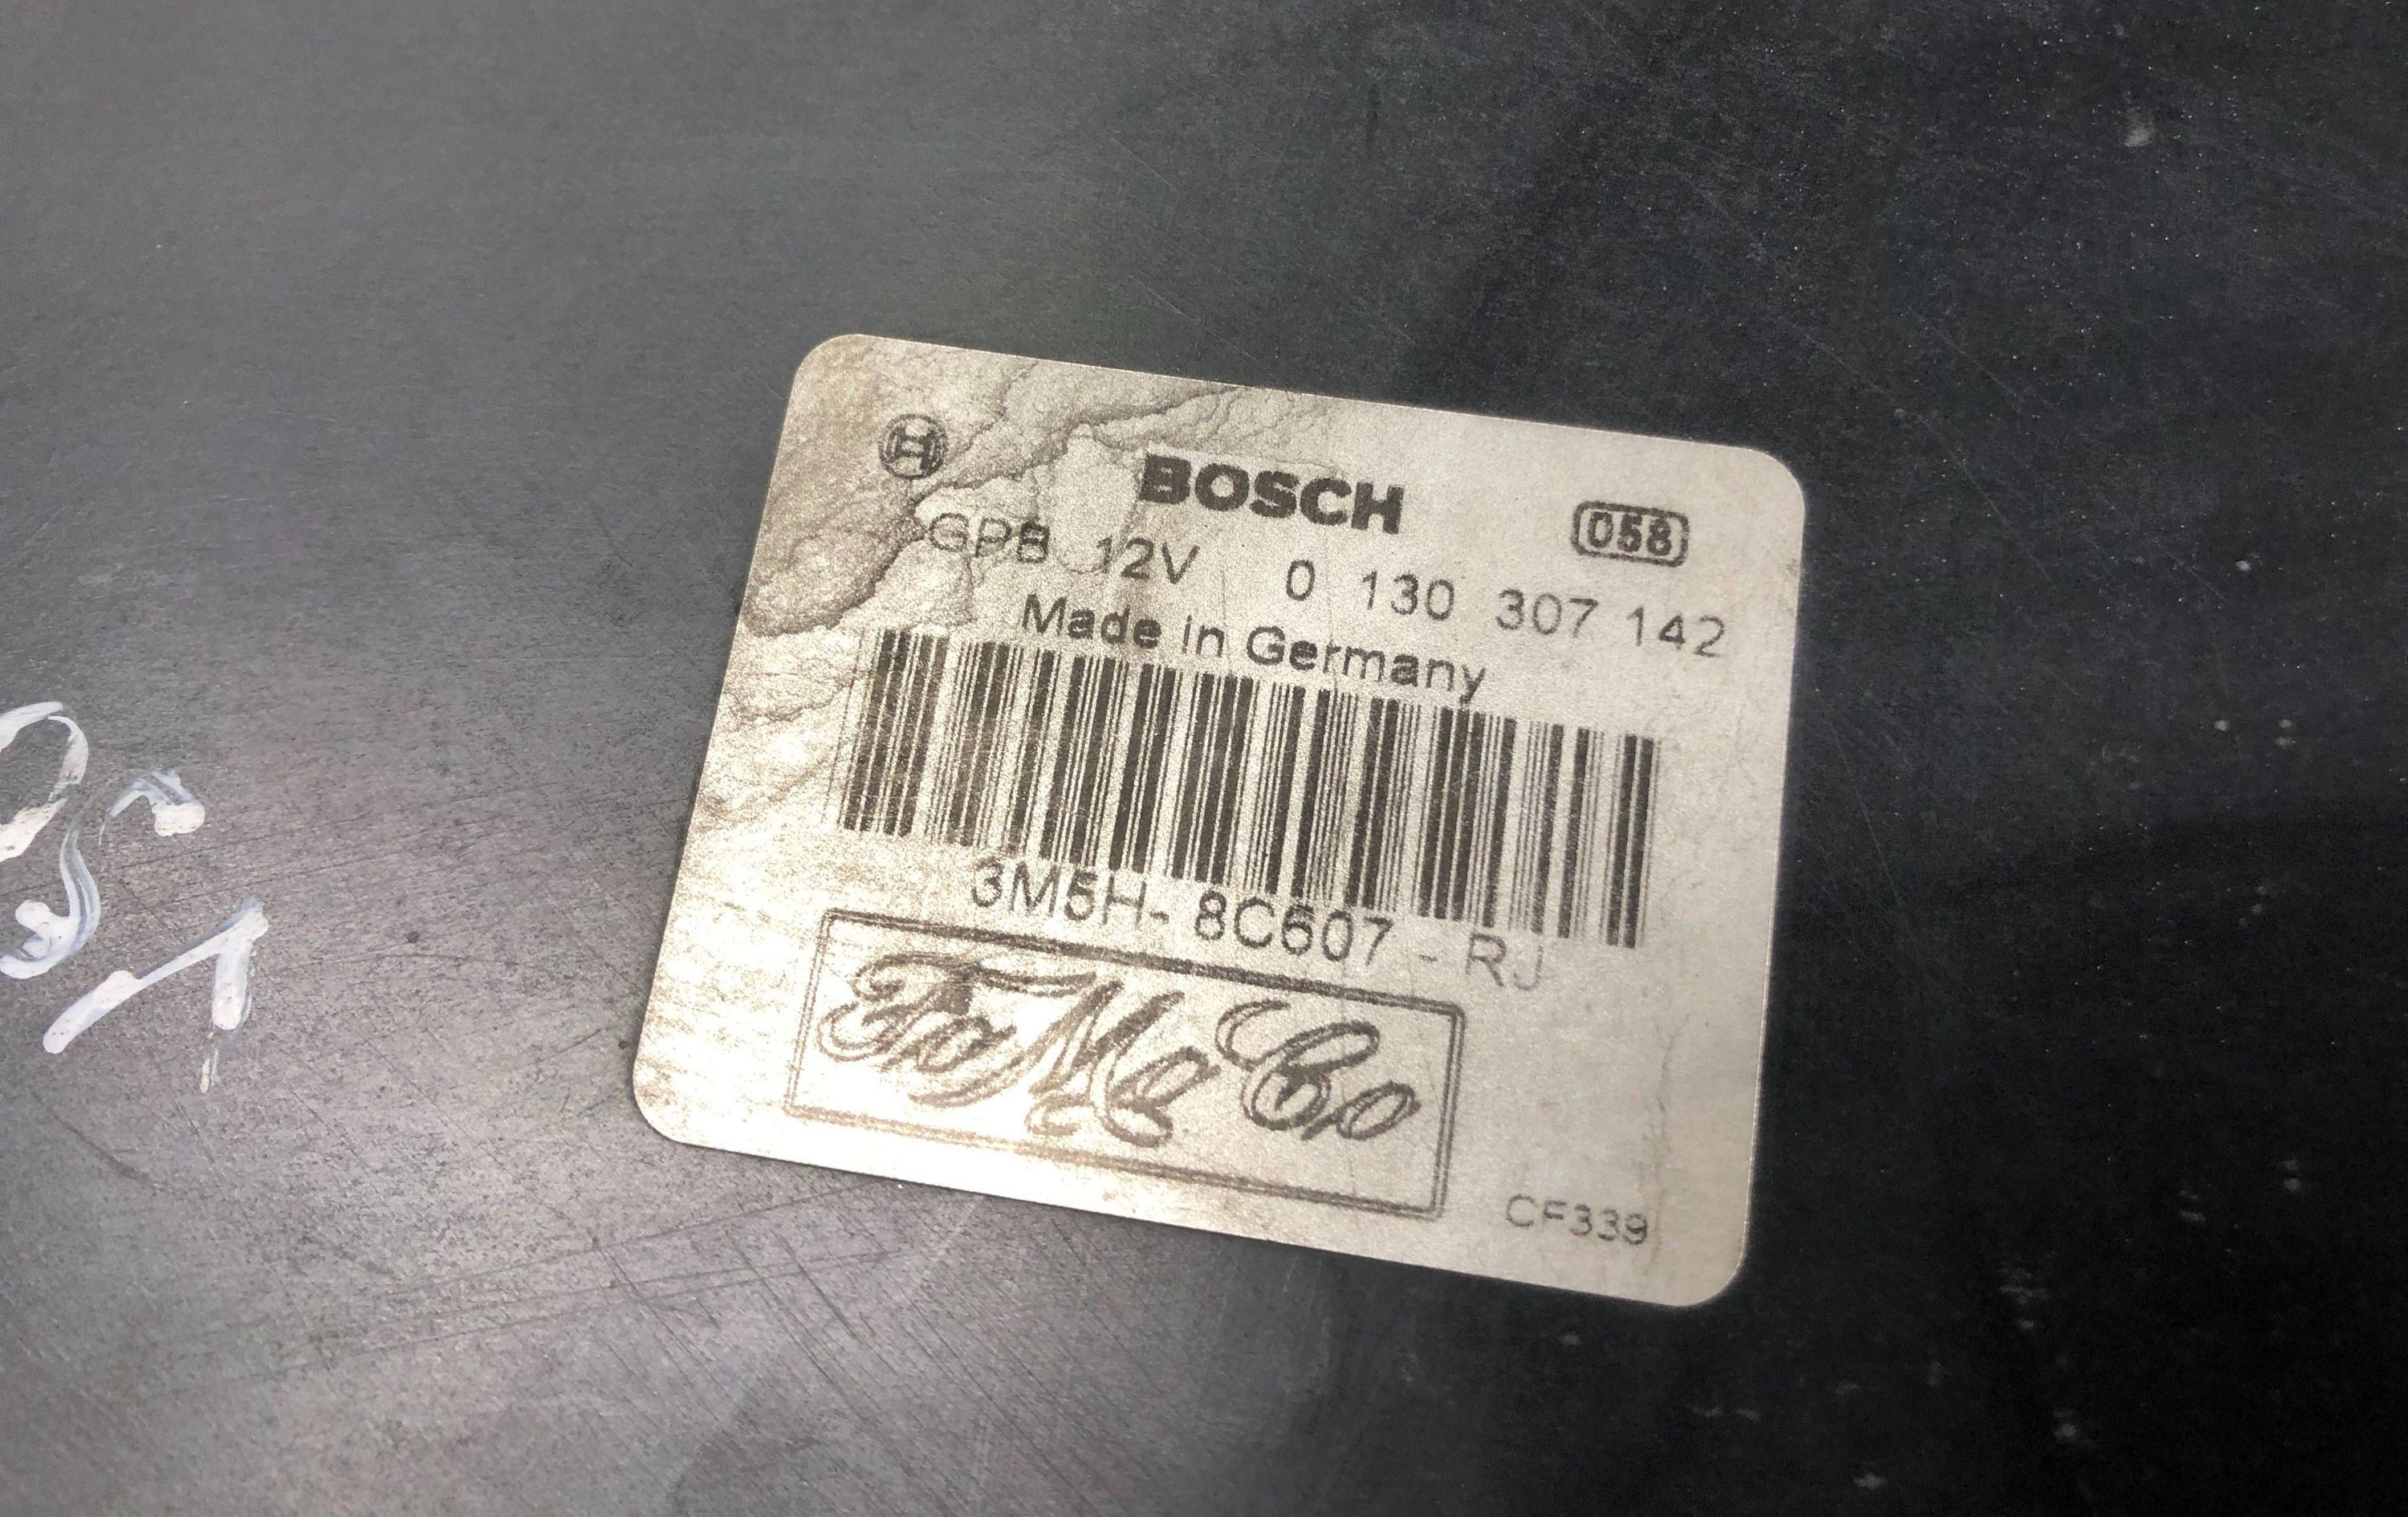 BOSCH
058
GPB 12V 0 130 307 142
Made in Germany
3M5H- 8C607 - RJ
FoMoCo
CF339